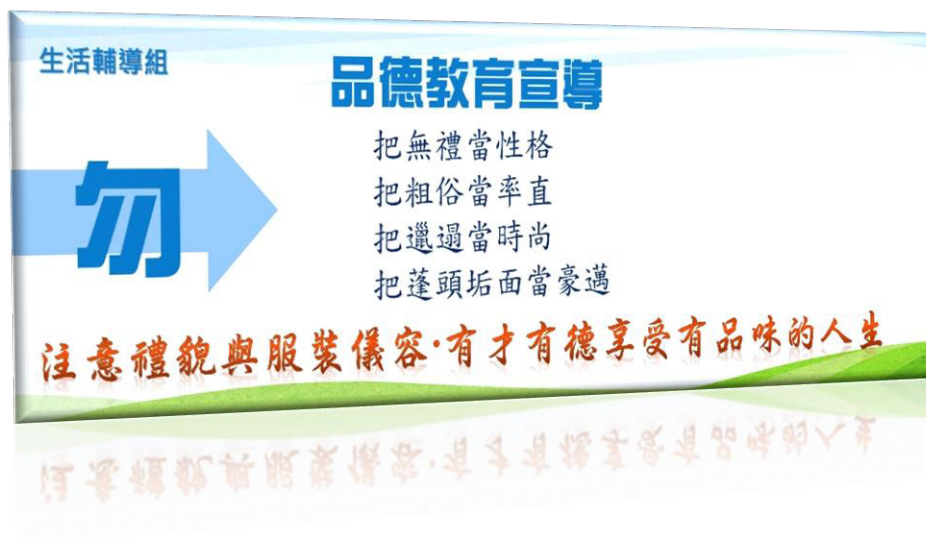 生活輔導組
品德教育宣導
勿
把無禮當性格
把粗俗當率直
把邋遢當時尚
把蓬頭垢面當豪邁
注意禮貌與服裝儀容‧有才有德享受有品味的人生